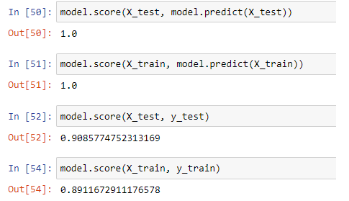 In [50]: model.score(X_test, model.predict(X_test))
Out[50]: 1.0
In [51]: model.score(X_train, model.predict(X_train))
Out[51]: 1.0
In [52]: model.score(X_test, y_test)
Out[52]: 0.9085774752313169
In [54]: model.score(X_train, y_train)
Out[54]: 0.8911672911176578